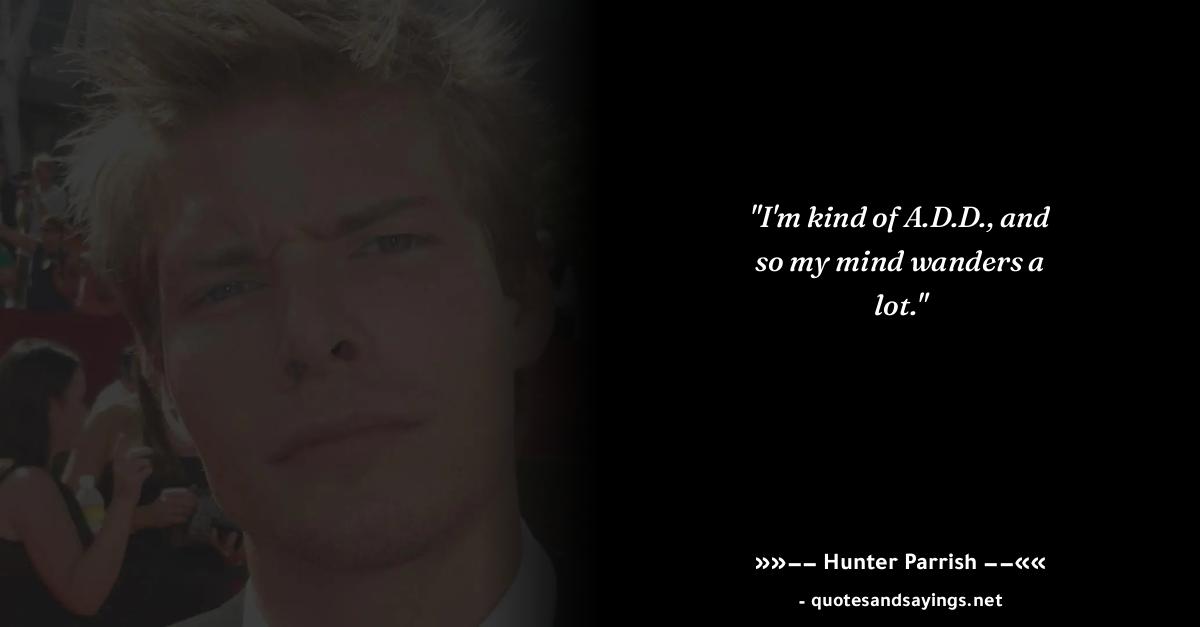 "I'm kind of A.D.D., and
so my mind wanders a
lot."
»»–– Hunter Parrish ––««
- quotesandsayings.net